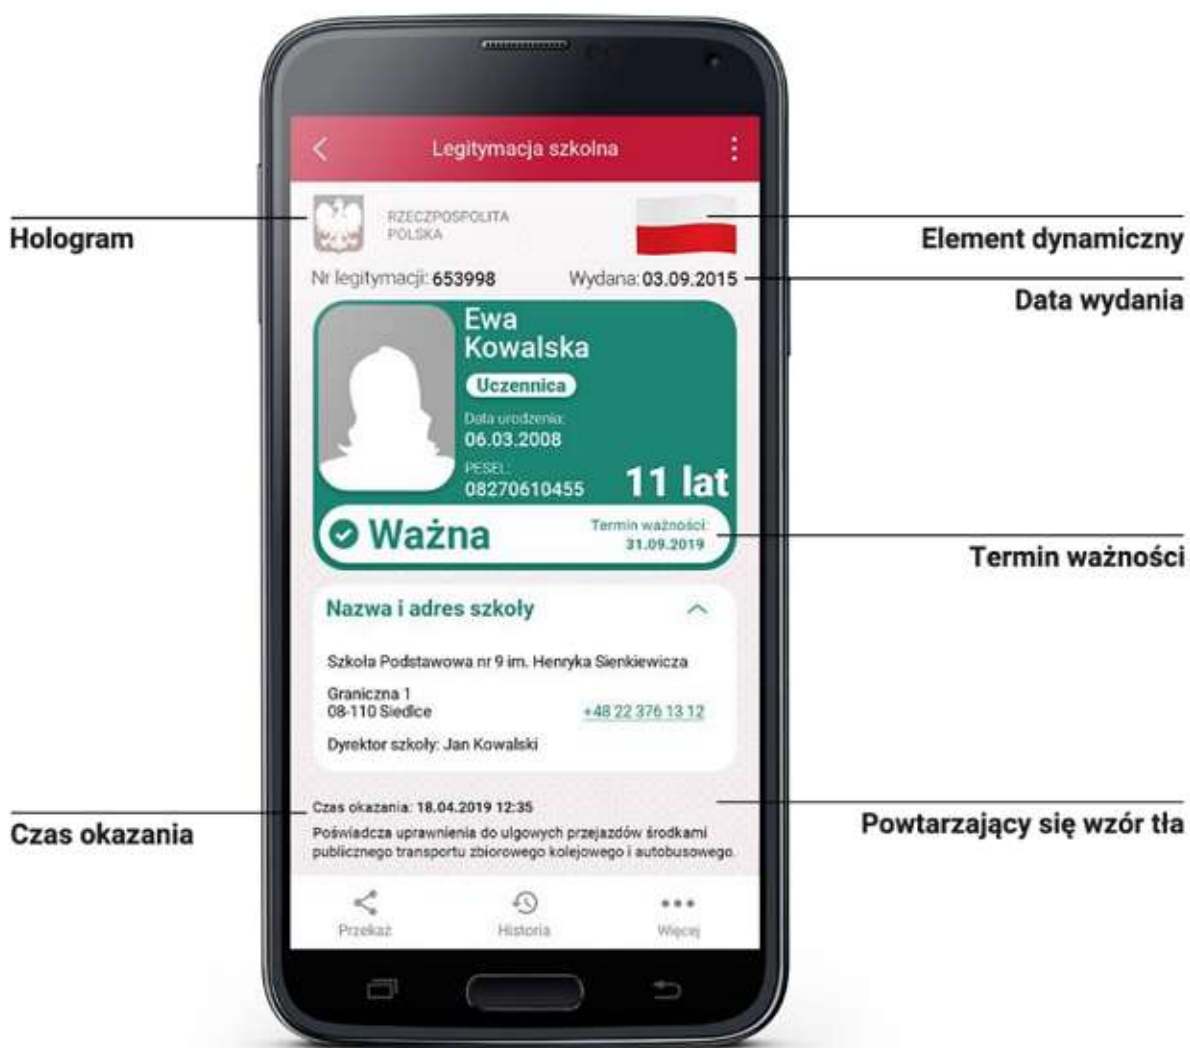 Legitymacja szkolna
RZECZPOSPOLITA
POLSKA
Hologram
Element dynamiczny
Nr legitymacji: 653998
Wydana: 03.09.2015
Data wydania
Ewa
Kowalska
Uczennica
Data urodzenia:
06.03.2008
PESEL:
08270610455
11 lat
Ważna
Termin ważności:
31.09.2019
Termin ważności
Nazwa i adres szkoły
Szkoła Podstawowa nr 9 im. Henryka Sienkiewicza
Graniczna 1
08-110 Siedlce
+48 22 376 13 12
Dyrektor szkoły: Jan Kowalski
Czas okazania: 18.04.2019 12:35
Czas okazania
Powtarzający się wzór tła
Poświadcza uprawnienia do ulgowych przejazdów środkami
publicznego transportu zbiorowego kolejowego i autobusowego.
Przekaż
Historia
Więcej